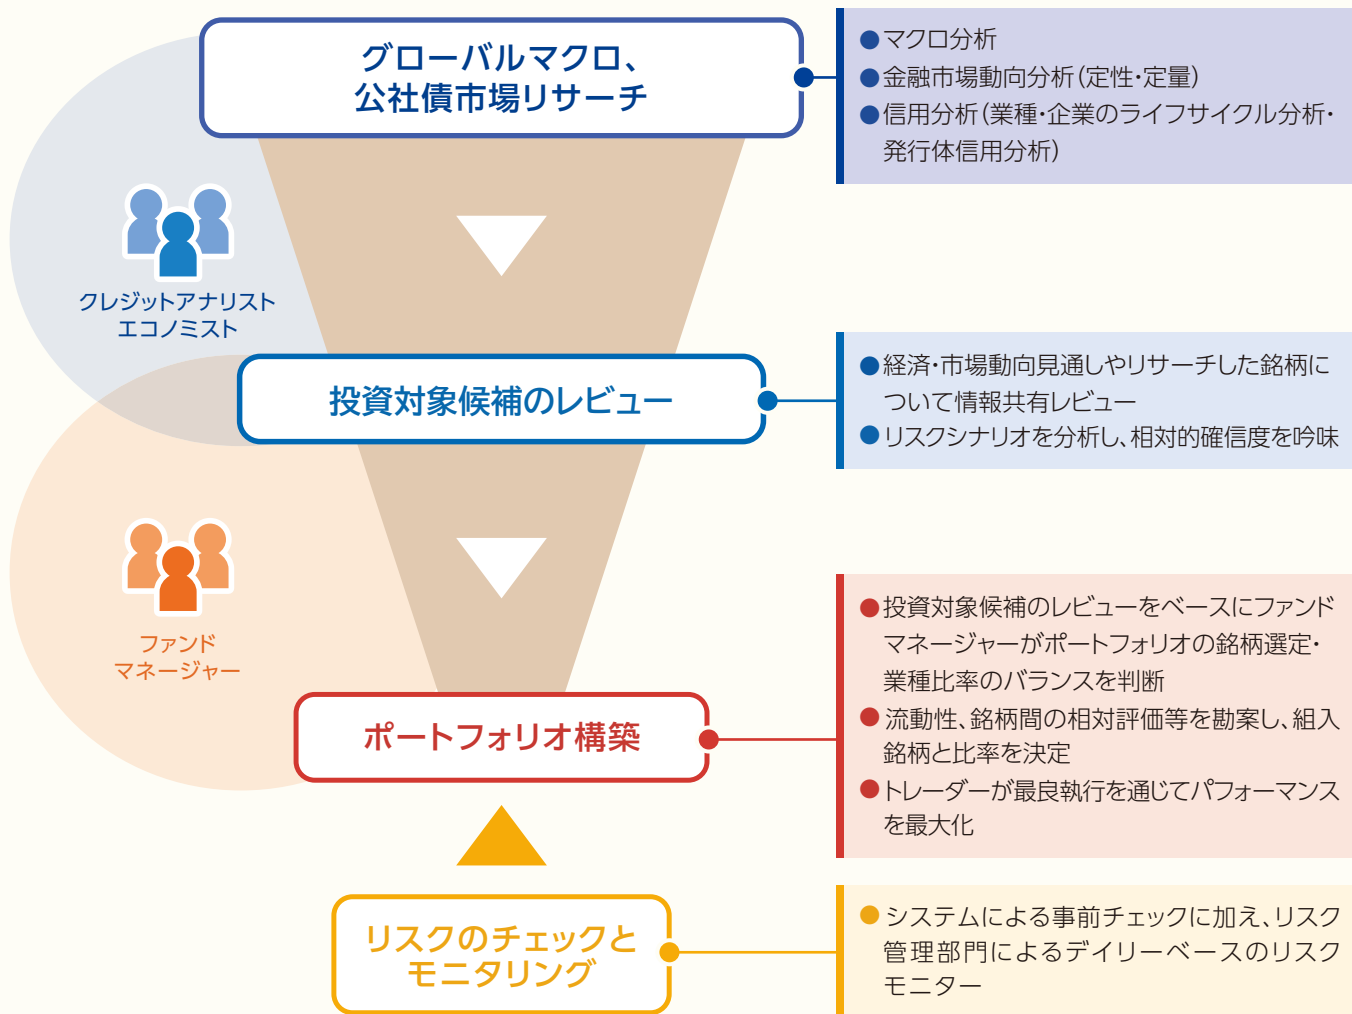 グローバルマクロ、
公社債市場リサーチ
●マクロ分析
●金融市場動向分析(定性・定量)
●信用分析(業種・企業のライフサイクル分析・
発行体信用分析)
クレジットアナリスト
エコノミスト
投資対象候補のレビュー
●経済・市場動向見通しやリサーチした銘柄に
ついて情報共有レビュー
●リスクシナリオを分析し、相対的確信度を吟味
ファンド
マネージャー
ポートフォリオ構築
●投資対象候補のレビューをベースにファンド
マネージャーがポートフォリオの銘柄選定・
業種比率のバランスを判断
●流動性、銘柄間の相対評価等を勘案し、組入
銘柄と比率を決定
●トレーダーが最良執行を通じてパフォーマンス
を最大化
リスクのチェックと
モニタリング
●システムによる事前チェックに加え、リスク
管理部門によるデイリーベースのリスク
モニター